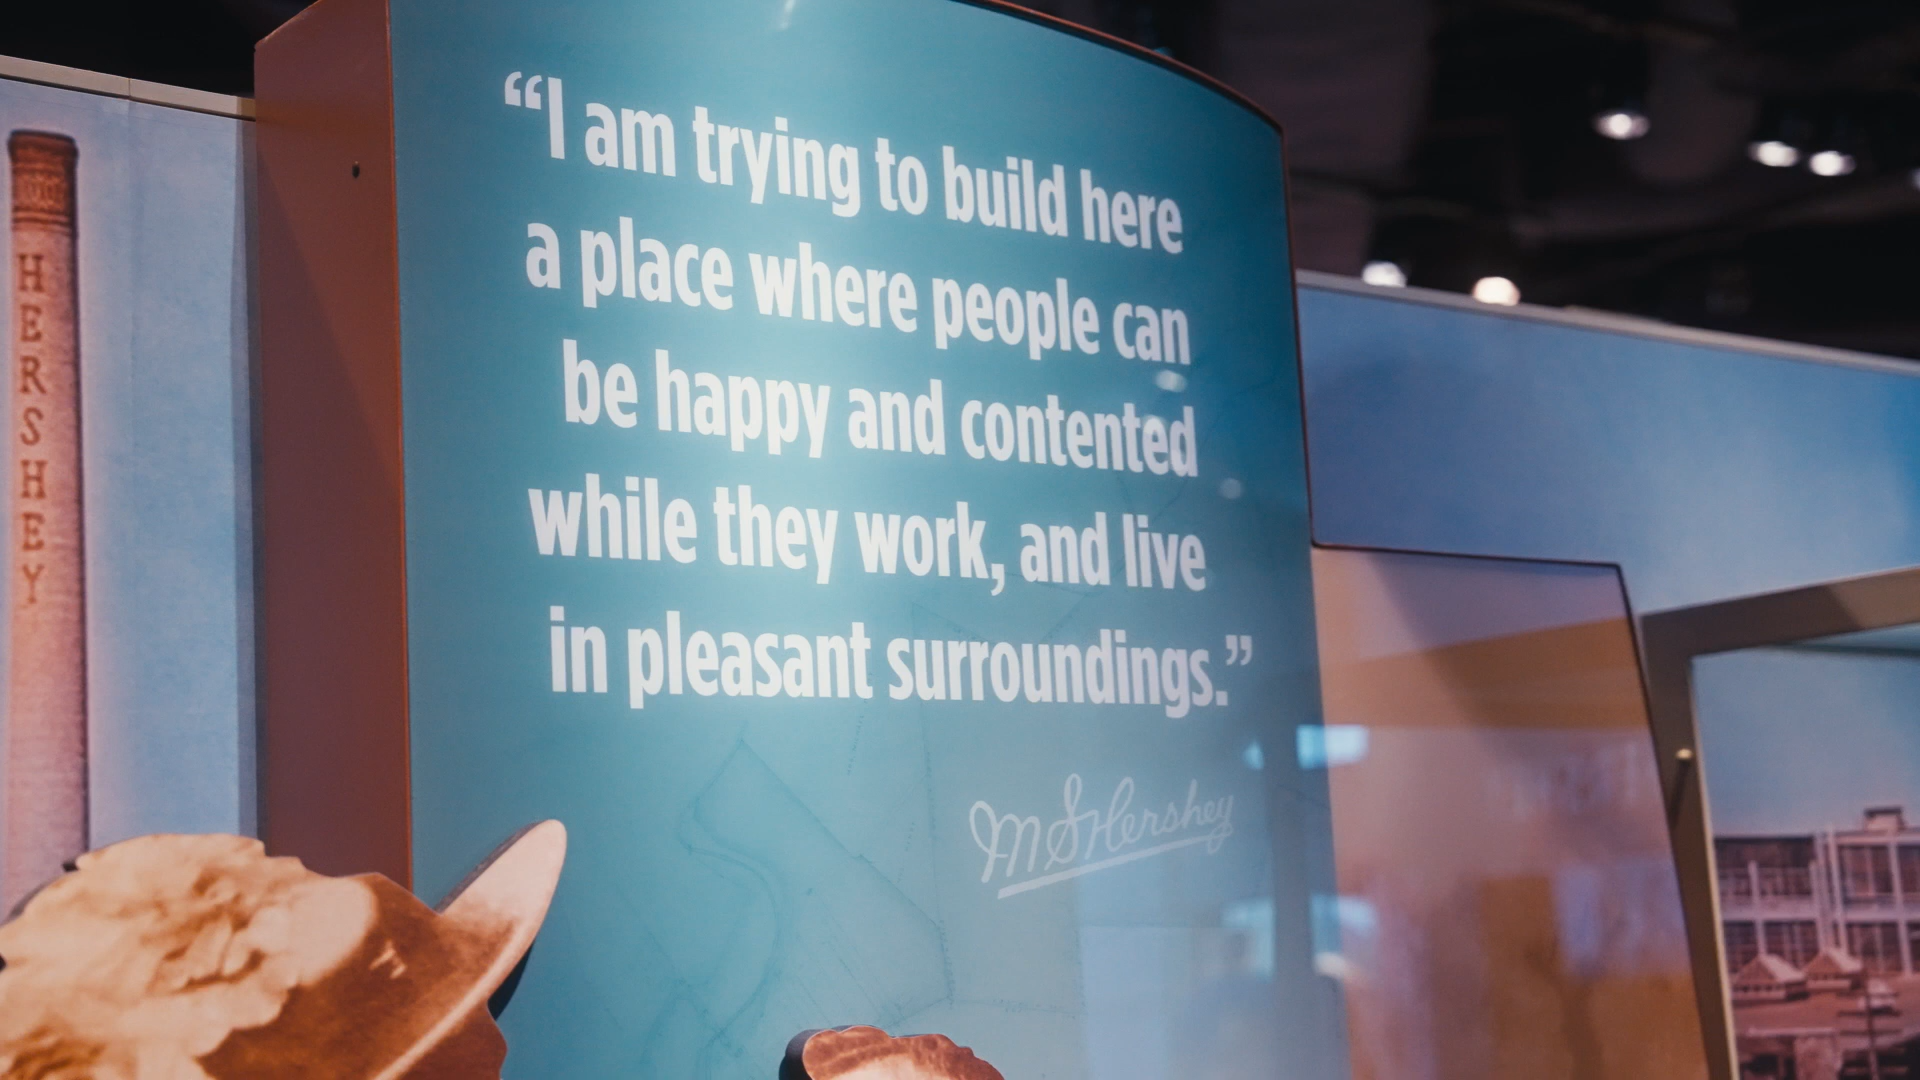 HERSHEY
“I am trying to build here
a place where people can
be happy and contented
while they work, and live
in pleasant surroundings.”
M S Hershey